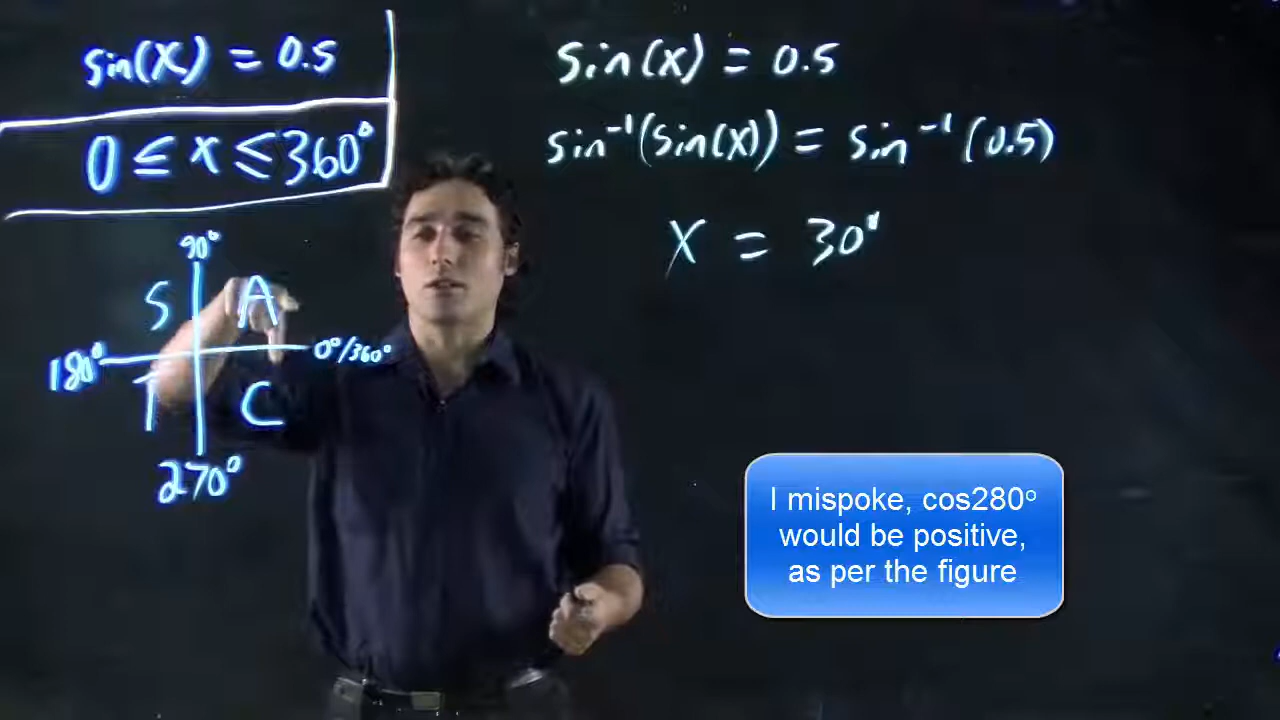 sin(x) = 0.5
0 ≤ x ≤ 360°
90°
S A
180° 0°/360°
T C
270°
sin(x) = 0.5
sin⁻¹(sin(x)) = sin⁻¹(0.5)
x = 30°
I mispoke, cos280°
would be positive,
as per the figure